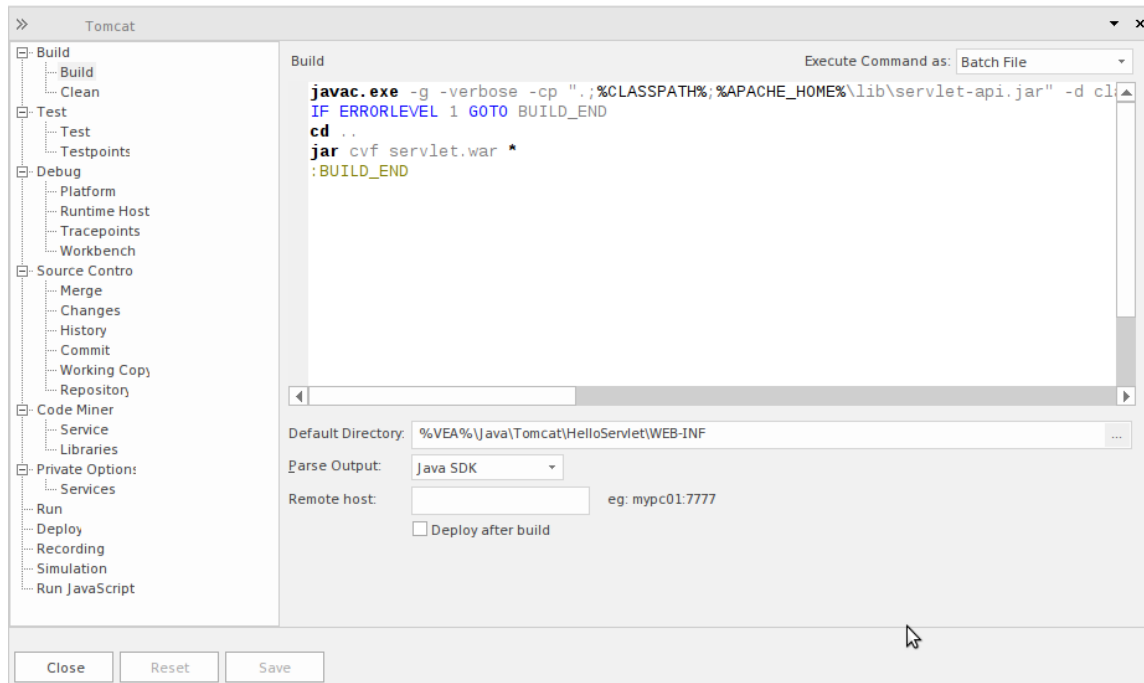 Tomcat
Build
Build
Clean
Test
Test
Testpoints
Debug
Platform
Runtime Host
Tracepoints
Workbench
Source Contro
Merge
Changes
History
Commit
Working Copy
Repository
Code Miner
Service
Libraries
Private Options
Services
Run
Deploy
Recording
Simulation
Run JavaScript
Build
Execute Command as: Batch File
javac.exe -g -verbose -cp ".;%CLASSPATH%;%APACHE_HOME%\lib\servlet-api.jar" -d cla
IF ERRORLEVEL 1 GOTO BUILD_END
cd ..
jar cvf servlet.war *
:BUILD_END
Default Directory: %VEA%\Java\Tomcat\HelloServlet\WEB-INF ...
Parse Output: Java SDK
Remote host: eg: mypc01:7777
Deploy after build
Close Reset Save